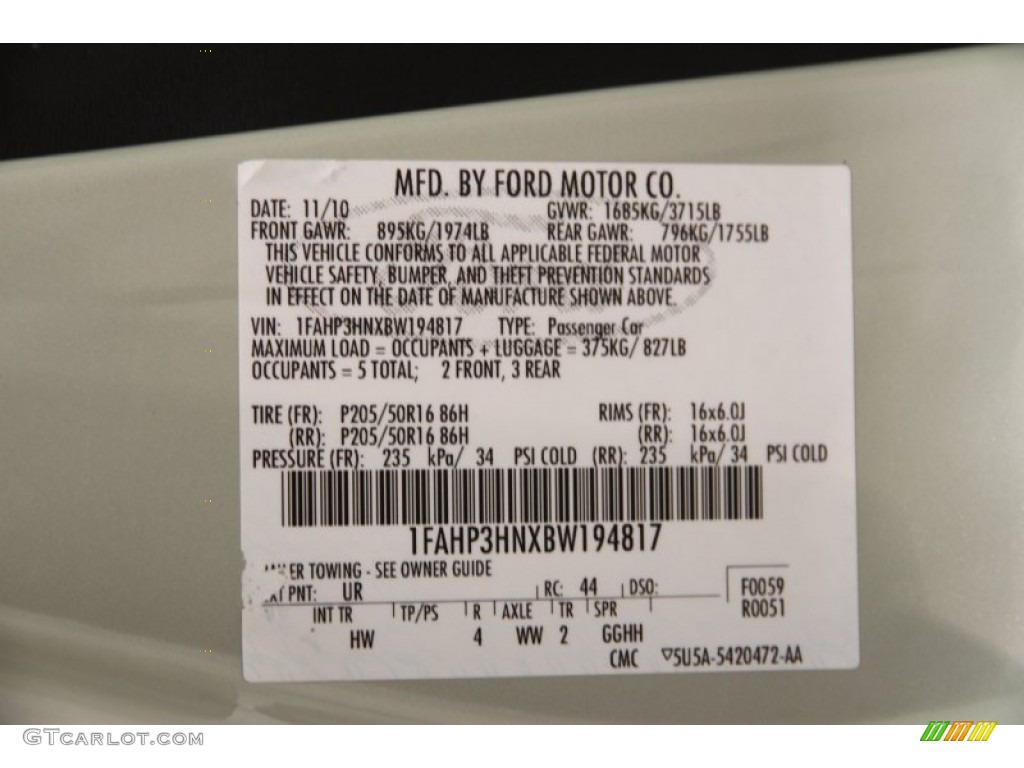 MFD. BY FORD MOTOR CO.
DATE: 11/10 GVWR: 1685KG/3715LB
FRONT GAWR: 895KG/1974LB REAR GAWR: 796KG/1755LB
THIS VEHICLE CONFORMS TO ALL APPLICABLE FEDERAL MOTOR
VEHICLE SAFETY, BUMPER, AND THEFT PREVENTION STANDARDS
IN EFFECT ON THE DATE OF MANUFACTURE SHOWN ABOVE.
VIN: 1FAHP3HNXBW194817 TYPE: Passenger Car
MAXIMUM LOAD = OCCUPANTS + LUGGAGE = 375KG/ 827LB
OCCUPANTS = 5 TOTAL; 2 FRONT, 3 REAR
TIRE (FR): P205/50R16 86H RIMS (FR): 16x6.0J
(RR): P205/50R16 86H (RR): 16x6.0J
PRESSURE (FR): 235 kPa/ 34 PSI COLD (RR): 235 kPa/ 34 PSI COLD
1FAHP3HNXBW194817
ER TOWING - SEE OWNER GUIDE
PNT: UR RC: 44 DSO: F0059
INT TR TP/PS R AXLE TR SPR R0051
HW 4 WW 2 GGHH
CMC ▽5U5A-5420472-AA
GTCARLOT.COM